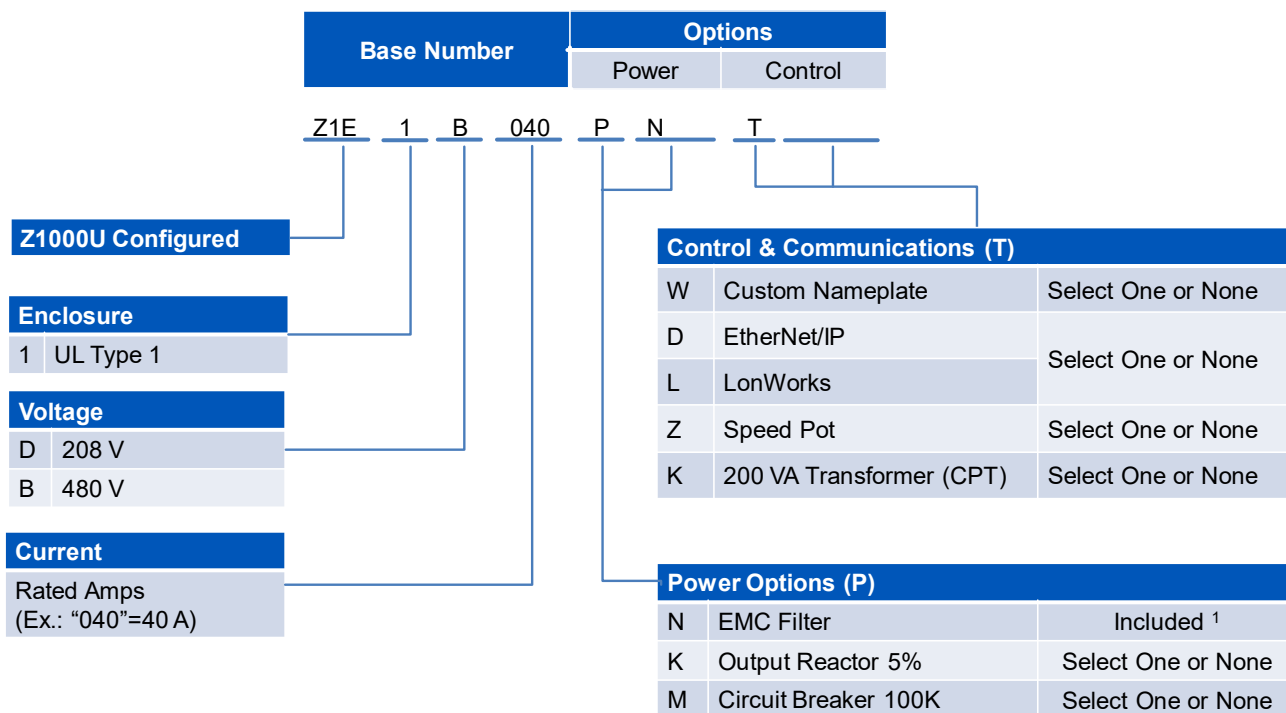 Base Number
Options
Power Control
Z1E 1 B 040 P N T
Z1000U Configured
Enclosure
1 UL Type 1
Voltage
D 208 V
B 480 V
Current
Rated Amps
(Ex.: “040”=40 A)
Control & Communications (T)
W Custom Nameplate Select One or None
D EtherNet/IP
Select One or None
L LonWorks
Z Speed Pot Select One or None
K 200 VA Transformer (CPT) Select One or None
Power Options (P)
N EMC Filter Included ¹
K Output Reactor 5% Select One or None
M Circuit Breaker 100K Select One or None